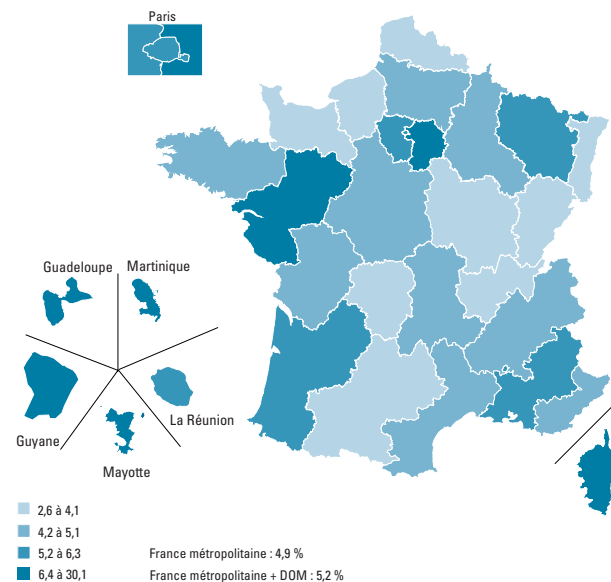 Paris
Guadeloupe
Martinique
La Réunion
Guyane
Mayotte
2,6 à 4,1
4,2 à 5,1
5,2 à 6,3
France métropolitaine : 4,9 %
6,4 à 30,1
France métropolitaine + DOM : 5,2 %